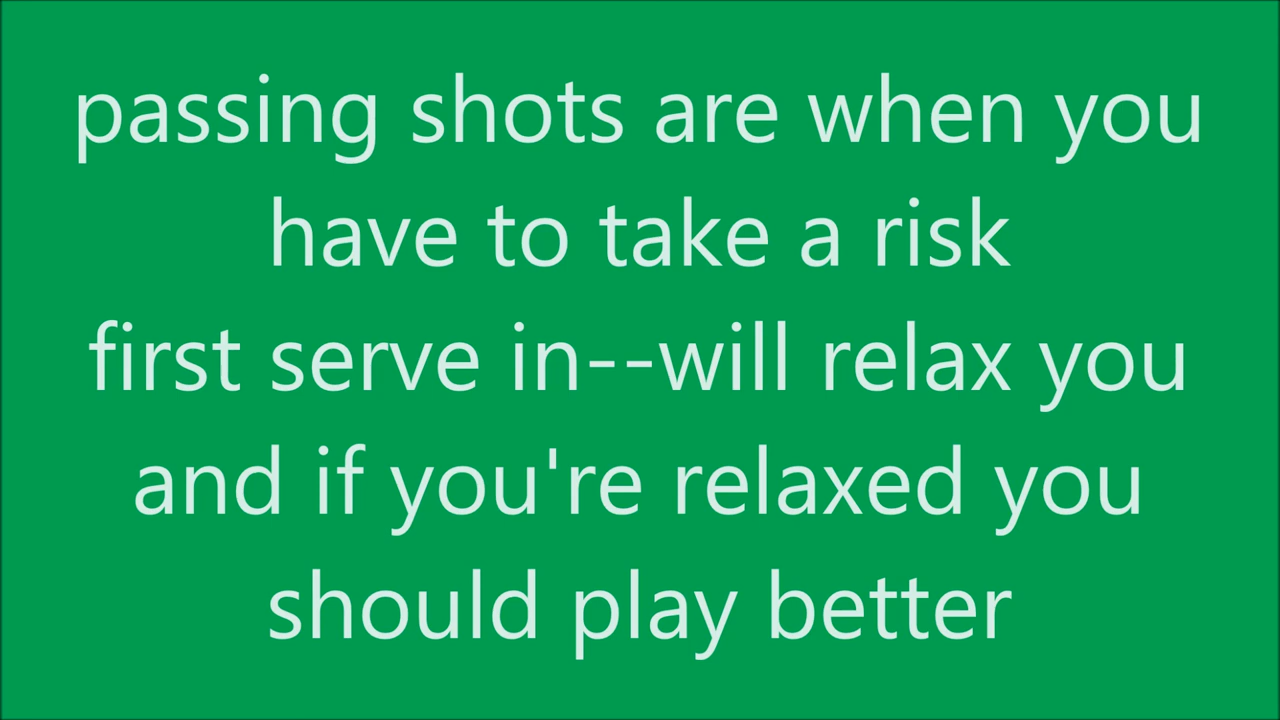 passing shots are when you
have to take a risk
first serve in--will relax you
and if you're relaxed you
should play better